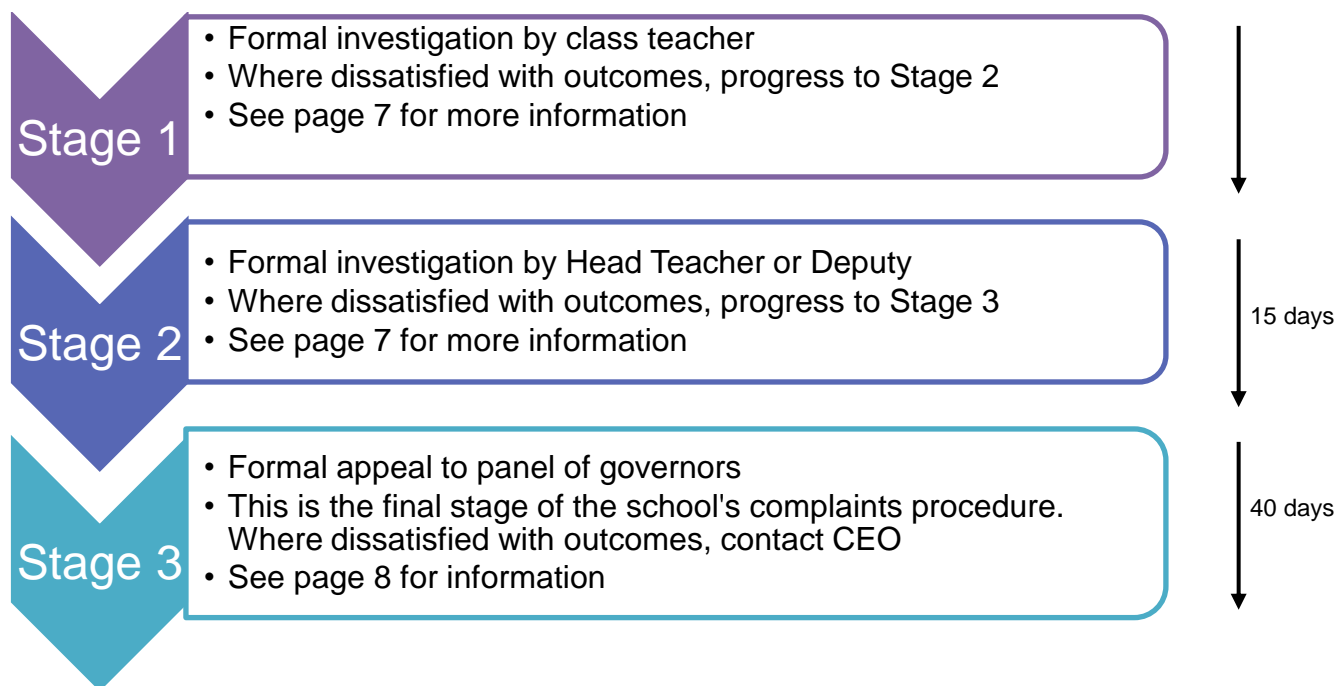 Stage 1
• Formal investigation by class teacher
• Where dissatisfied with outcomes, progress to Stage 2
• See page 7 for more information
Stage 2
• Formal investigation by Head Teacher or Deputy
• Where dissatisfied with outcomes, progress to Stage 3
• See page 7 for more information
15 days
Stage 3
• Formal appeal to panel of governors
• This is the final stage of the school's complaints procedure.
Where dissatisfied with outcomes, contact CEO
• See page 8 for information
40 days